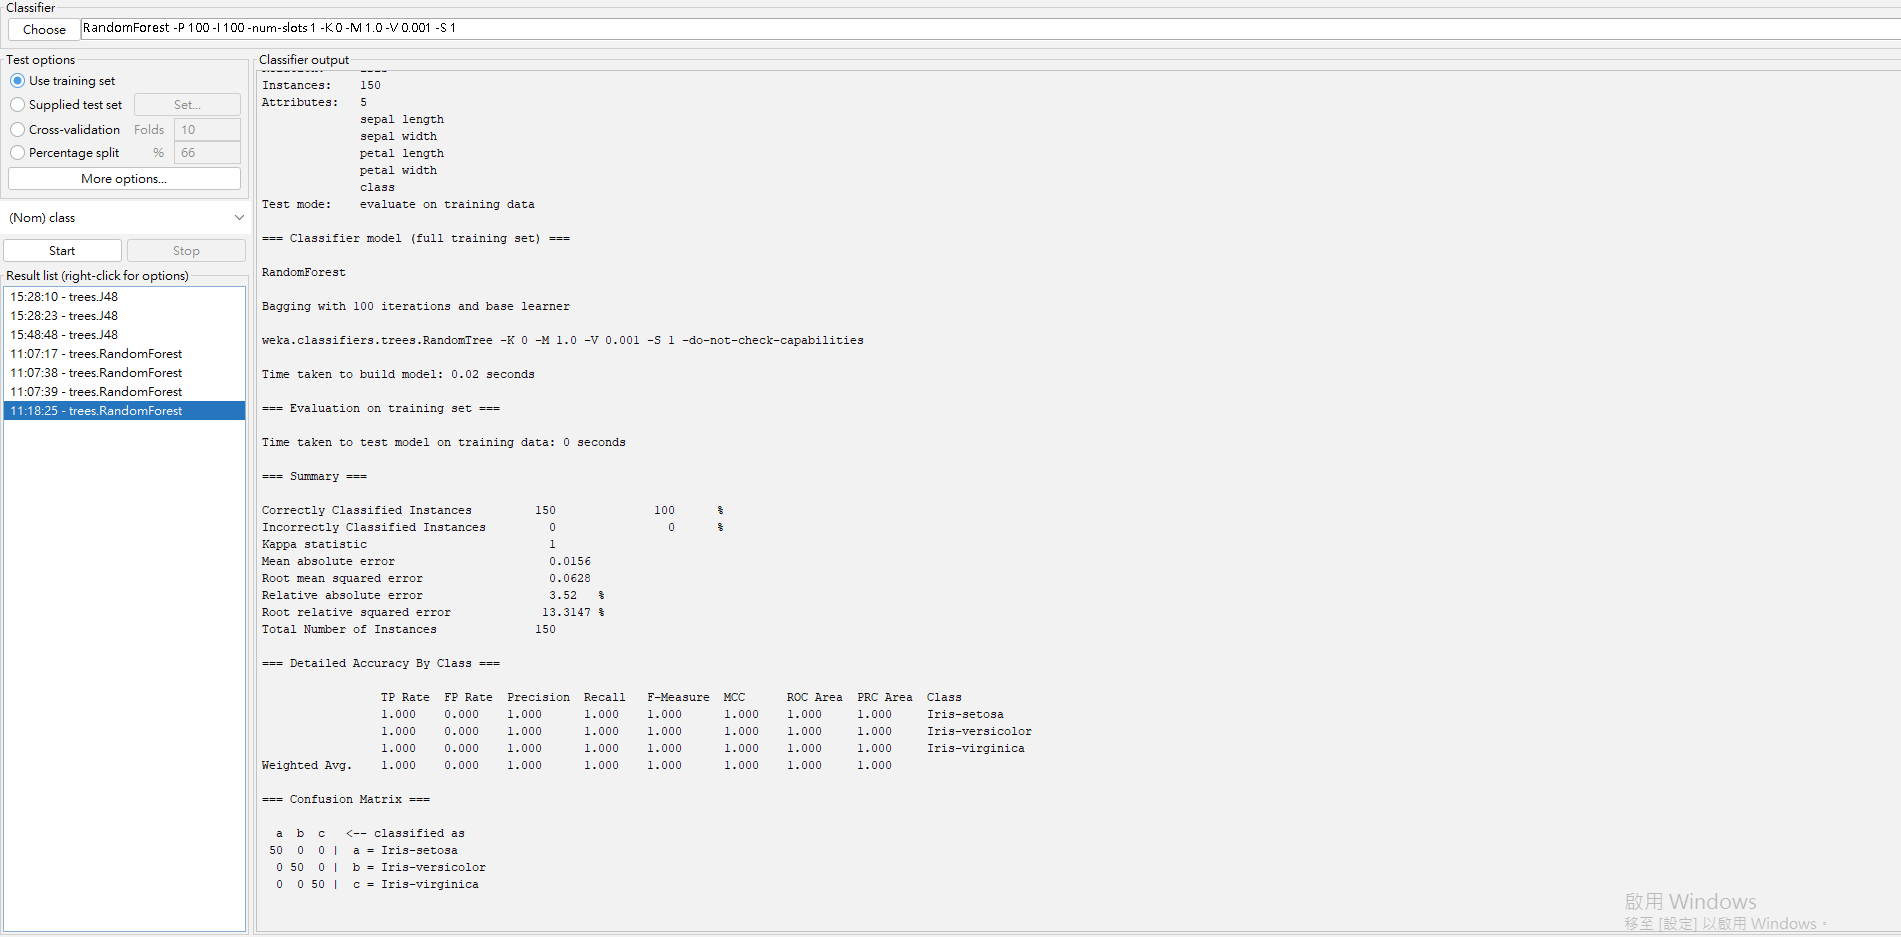 Classifier
Choose RandomForest -P 100 -I 100 -num-slots 1 -K 0 -M 1.0 -V 0.001 -S 1
Test options
Use training set
Supplied test set Set...
Cross-validation Folds 10
Percentage split % 66
More options...
(Nom) class
Start Stop
Result list (right-click for options)
15:28:10 - trees.J48
15:28:23 - trees.J48
15:48:48 - trees.J48
11:07:17 - trees.RandomForest
11:07:38 - trees.RandomForest
11:07:39 - trees.RandomForest
11:18:25 - trees.RandomForest
Classifier output
Instances: 150
Attributes: 5
sepal length
sepal width
petal length
petal width
class
Test mode: evaluate on training data
=== Classifier model (full training set) ===
RandomForest
Bagging with 100 iterations and base learner
weka.classifiers.trees.RandomTree -K 0 -M 1.0 -V 0.001 -S 1 -do-not-check-capabilities
Time taken to build model: 0.02 seconds
=== Evaluation on training set ===
Time taken to test model on training data: 0 seconds
=== Summary ===
Correctly Classified Instances 150 100 %
Incorrectly Classified Instances 0 0 %
Kappa statistic 1
Mean absolute error 0.0156
Root mean squared error 0.0628
Relative absolute error 3.52 %
Root relative squared error 13.3147 %
Total Number of Instances 150
=== Detailed Accuracy By Class ===
TP Rate FP Rate Precision Recall F-Measure MCC ROC Area PRC Area Class
1.000 0.000 1.000 1.000 1.000 1.000 1.000 1.000 Iris-setosa
1.000 0.000 1.000 1.000 1.000 1.000 1.000 1.000 Iris-versicolor
1.000 0.000 1.000 1.000 1.000 1.000 1.000 1.000 Iris-virginica
Weighted Avg. 1.000 0.000 1.000 1.000 1.000 1.000 1.000 1.000
=== Confusion Matrix ===
a b c <-- classified as
50 0 0 | a = Iris-setosa
0 50 0 | b = Iris-versicolor
0 0 50 | c = Iris-virginica
啟用 Windows
移至 [設定] 以啟用 Windows。